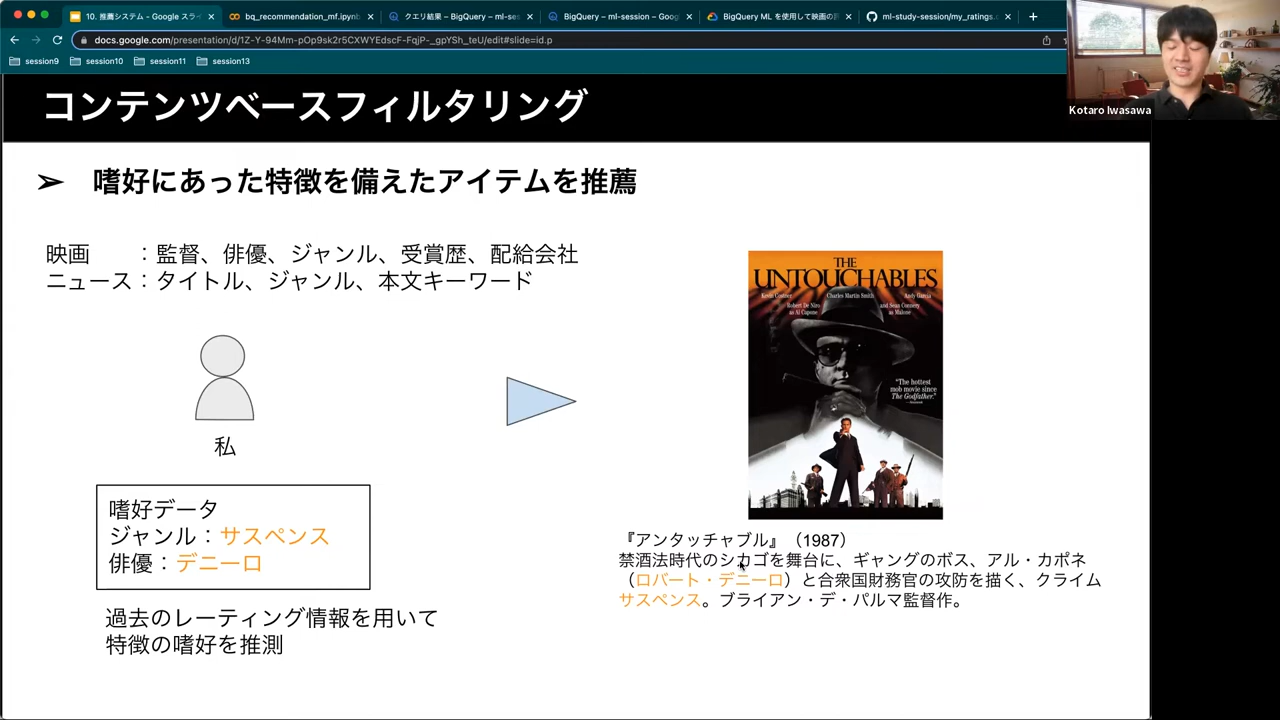 10. 推薦システム - Google スライ
bq_recommendation_mf.ipynb
クエリ結果 – BigQuery – ml-ses
BigQuery – ml-session – Goog
BigQuery ML を使用して映画の評
ml-study-session/my_ratings.c
docs.google.com/presentation/d/1Z-Y-94Mm-pOp9sk2r5CXWYEdscF-FqjP-_gpYSh_teU/edit#slide=id.p
session9
session10
session11
session13
Kotaro Iwasawa
コンテンツベースフィルタリング
➢ 嗜好にあった特徴を備えたアイテムを推薦
映画　　：監督、俳優、ジャンル、受賞歴、配給会社
ニュース：タイトル、ジャンル、本文キーワード
THE
UNTOUCHABLES
Kevin Costner Charles Martin Smith Andy Garcia
Robert De Niro and Sean Connery
as Al Capone as Malone
"The hottest
mob movie since
The Godfather."
私
嗜好データ
ジャンル：サスペンス
俳優：デニーロ
過去のレーティング情報を用いて
特徴の嗜好を推測
『アンタッチャブル』（1987）
禁酒法時代のシカゴを舞台に、ギャングのボス、アル・カポネ
（ロバート・デニーロ）と合衆国財務官の攻防を描く、クライム
サスペンス。ブライアン・デ・パルマ監督作。